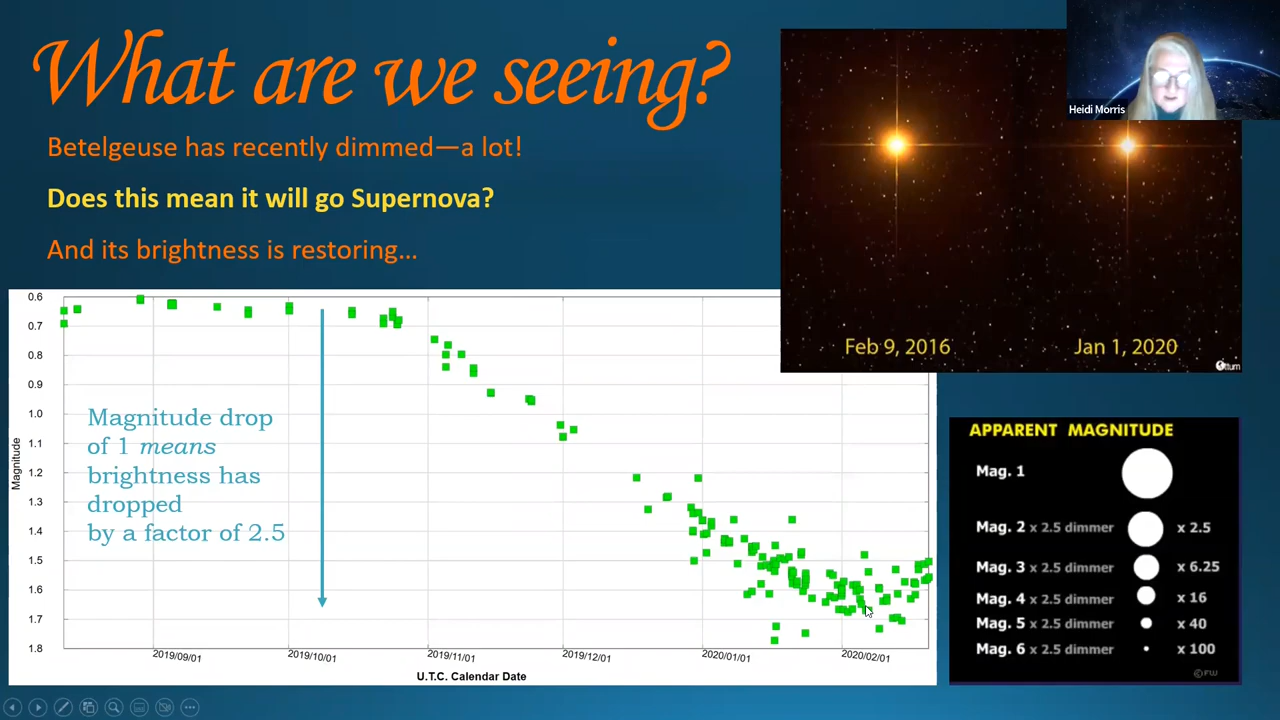 What are we seeing?
Betelgeuse has recently dimmed—a lot!
Does this mean it will go Supernova?
And its brightness is restoring...
Heidi Morris
Feb 9, 2016
Jan 1, 2020
Magnitude
0.6
0.7
0.8
0.9
1.0
1.1
1.2
1.3
1.4
1.5
1.6
1.7
1.8
Magnitude drop
of 1 means
brightness has
dropped
by a factor of 2.5
2019/09/01
2019/10/01
2019/11/01
2019/12/01
2020/01/01
2020/02/01
U.T.C. Calendar Date
APPARENT MAGNITUDE
Mag. 1
Mag. 2 x 2.5 dimmer x 2.5
Mag. 3 x 2.5 dimmer x 6.25
Mag. 4 x 2.5 dimmer x 16
Mag. 5 x 2.5 dimmer x 40
Mag. 6 x 2.5 dimmer x 100
©FW